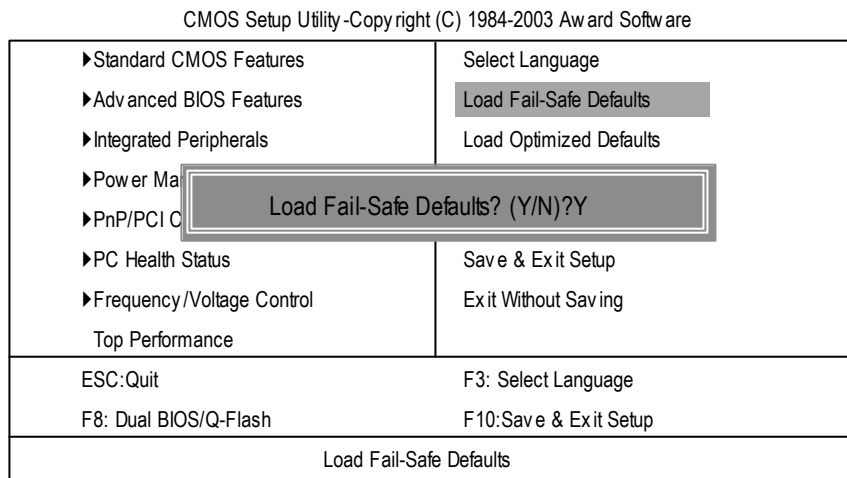 CMOS Setup Utility-Copyright (C) 1984-2003 Award Software
▶Standard CMOS Features
▶Advanced BIOS Features
▶Integrated Peripherals
▶Power Ma
▶PnP/PCI C
▶PC Health Status
▶Frequency/Voltage Control
Top Performance
Select Language
Load Fail-Safe Defaults
Load Optimized Defaults
Save & Exit Setup
Exit Without Saving
Load Fail-Safe Defaults? (Y/N)?Y
ESC:Quit
F3: Select Language
F8: Dual BIOS/Q-Flash
F10:Save & Exit Setup
Load Fail-Safe Defaults